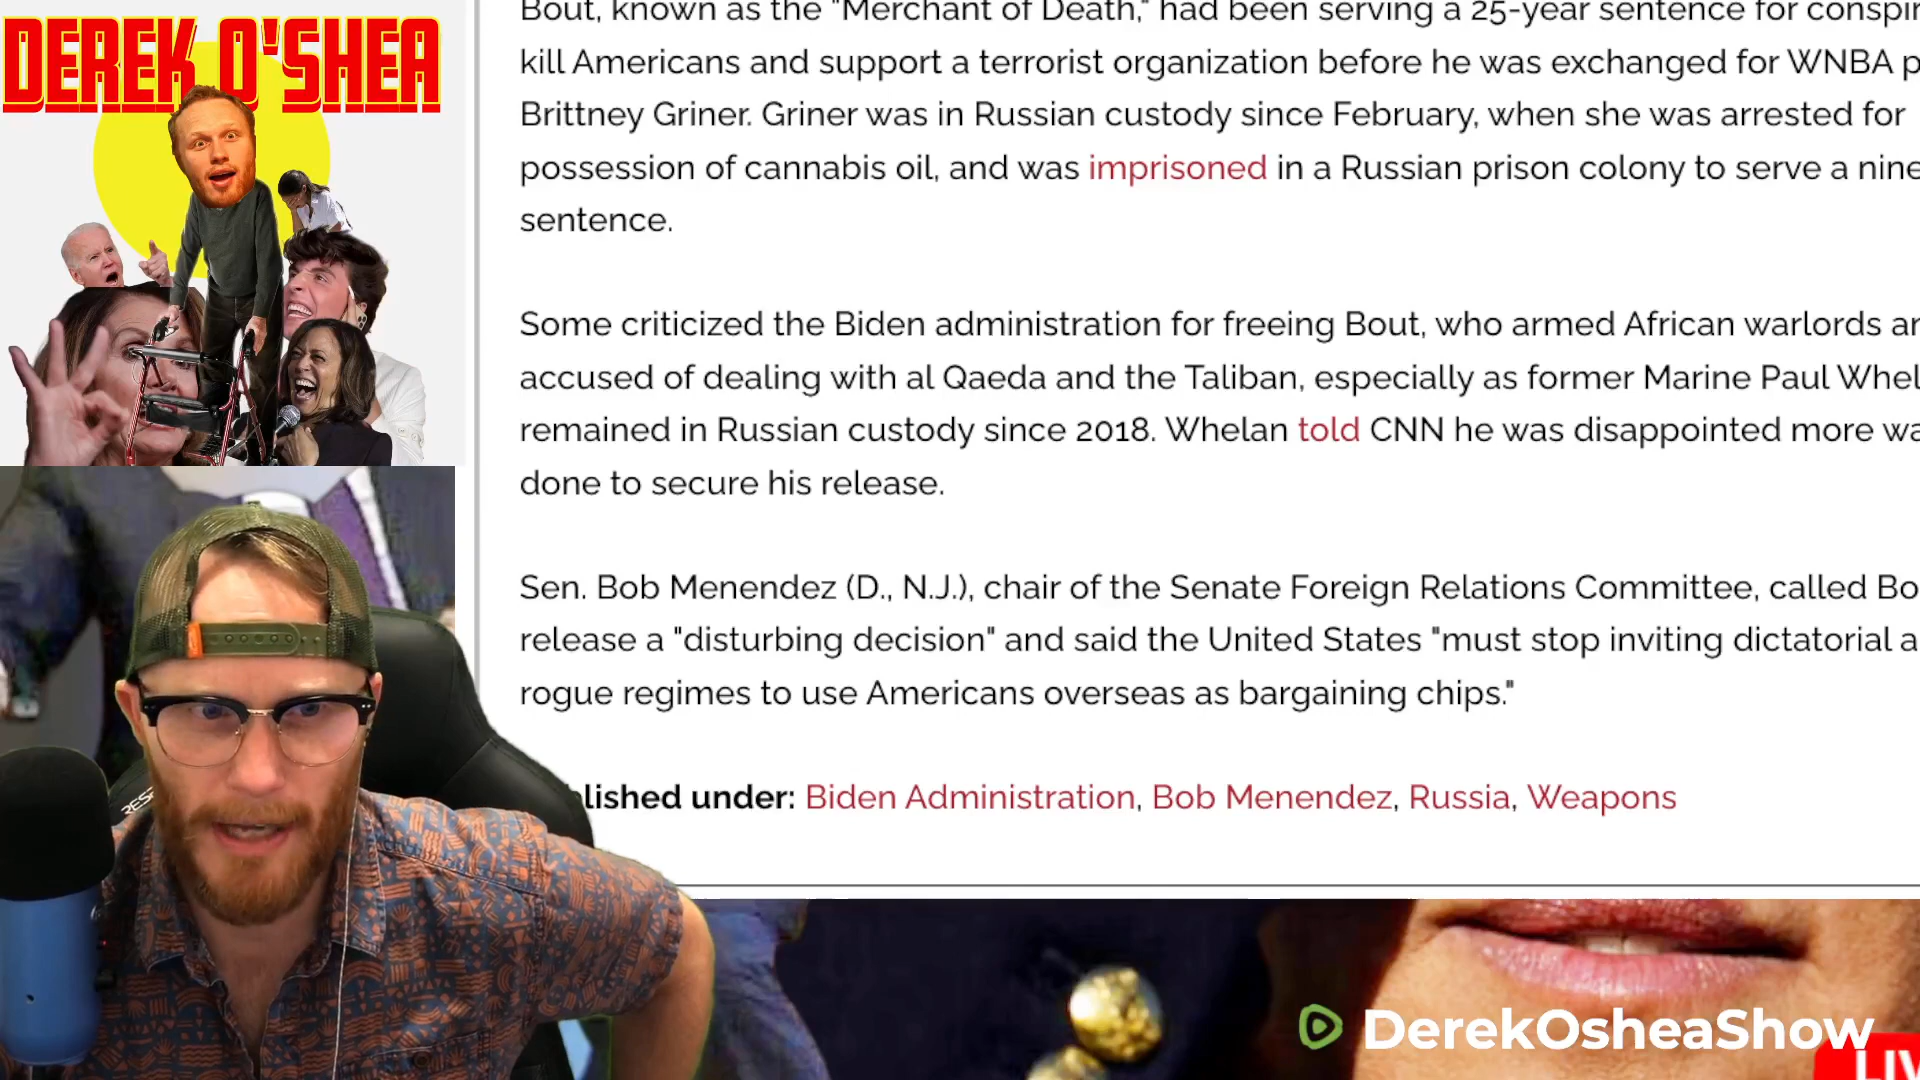 DEREK O'SHEA
Bout, known as the "Merchant of Death," had been serving a 25-year sentence for
kill Americans and support a terrorist organization before he was exchanged for WNBA
Brittney Griner. Griner was in Russian custody since February, when she was arrested for
possession of cannabis oil, and was imprisoned in a Russian prison colony to serve a nine
sentence.
Some criticized the Biden administration for freeing Bout, who armed African warlords
accused of dealing with al Qaeda and the Taliban, especially as former Marine Paul Whel
remained in Russian custody since 2018. Whelan told CNN he was disappointed more wa
done to secure his release.
Sen. Bob Menendez (D., N.J.), chair of the Senate Foreign Relations Committee, called Bo
release a "disturbing decision" and said the United States "must stop inviting dictatorial a
rogue regimes to use Americans overseas as bargaining chips."
lished under: Biden Administration, Bob Menendez, Russia, Weapons
DerekOsheaShow
LIV